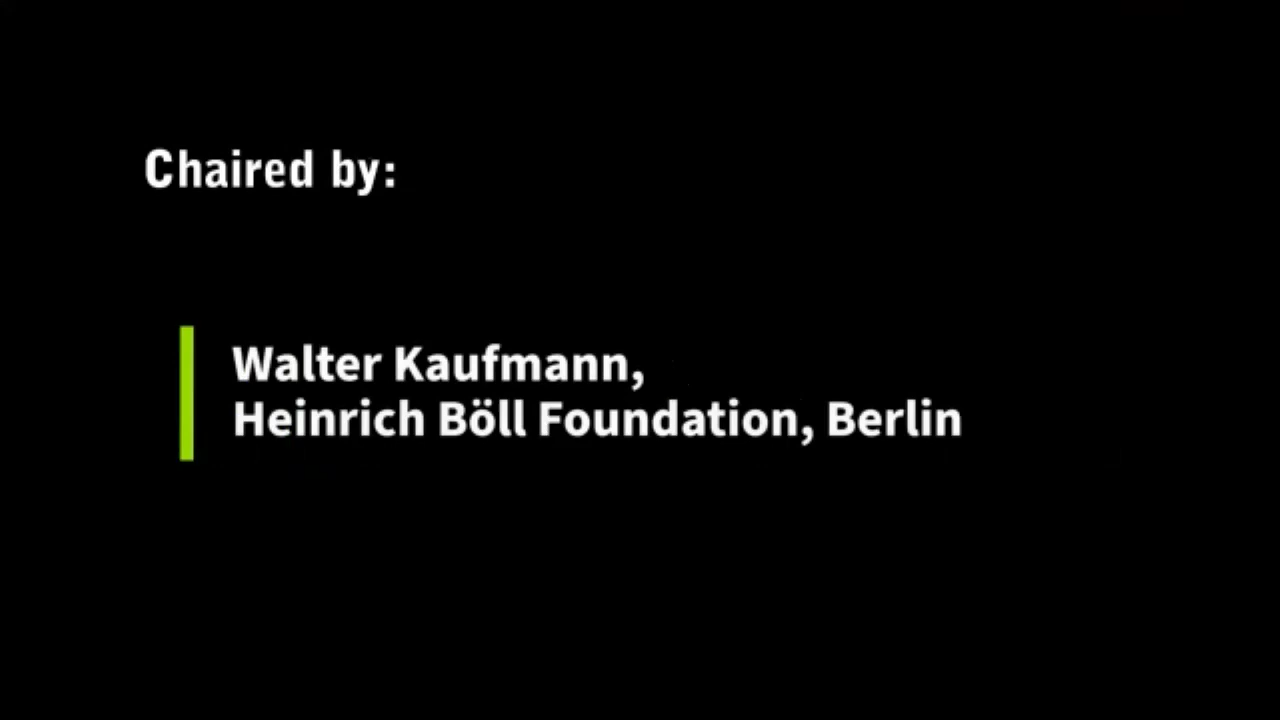 Chaired by:
Walter Kaufmann,
Heinrich Böll Foundation, Berlin